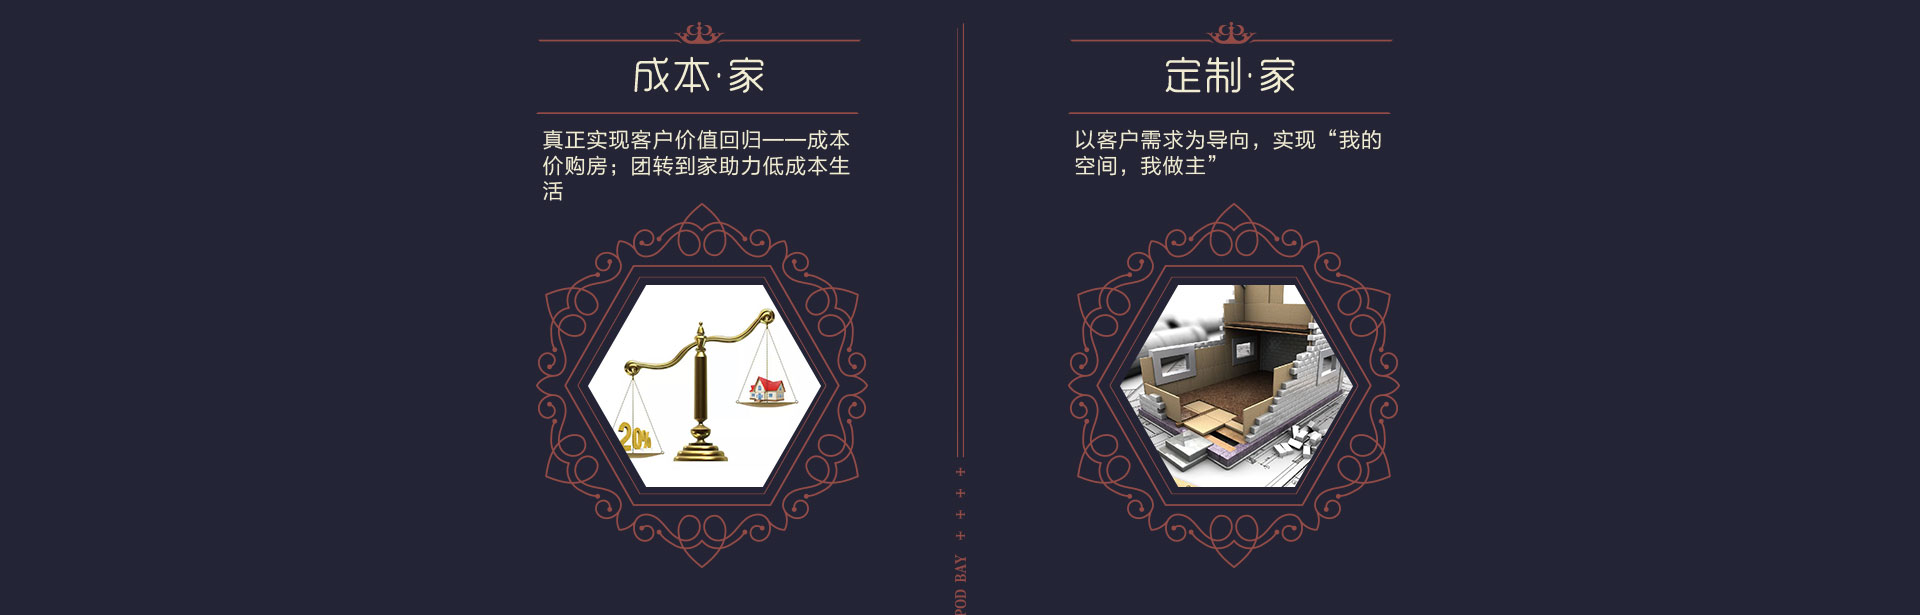 成本·家
真正实现客户价值回归——成本
价购房；团转到家助力低成本生
活
20%
定制·家
以客户需求为导向，实现“我的
空间，我做主”
POD BAY